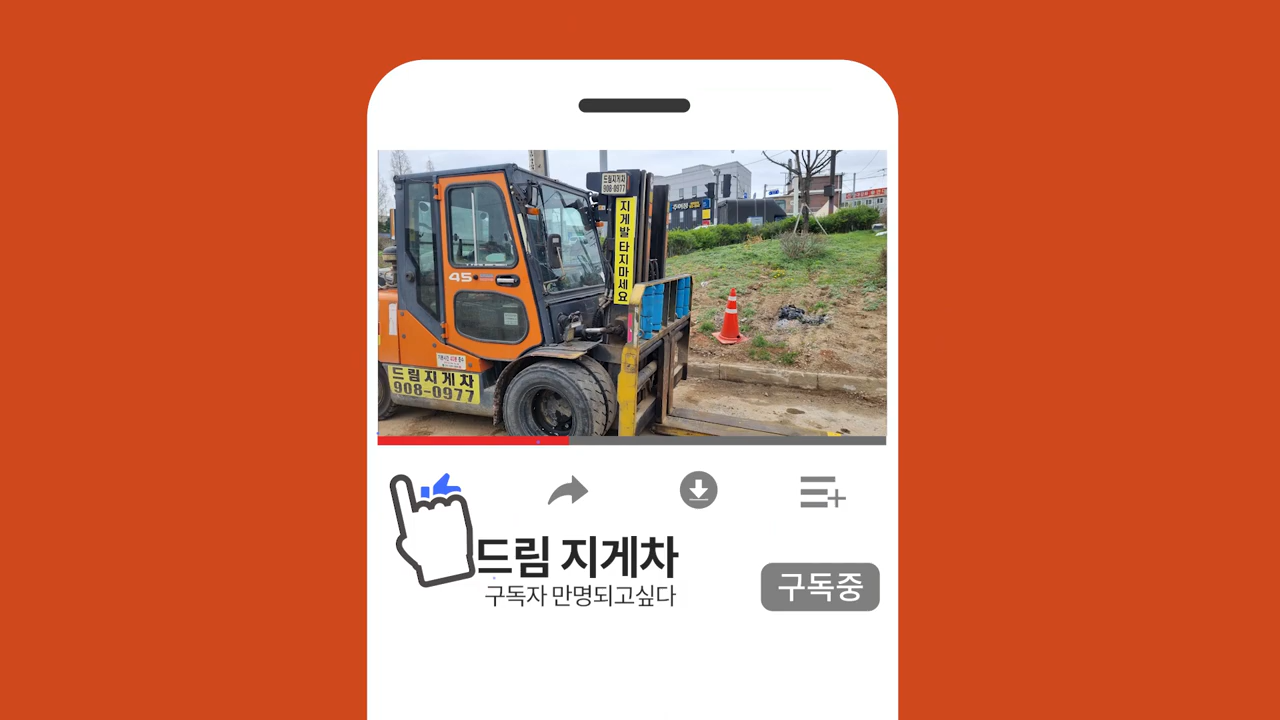 드림지게차
908-0977
지게발 타지마세요
45
드림지게차
908-0977
드림 지게차
구독자 만명되고싶다
구독중